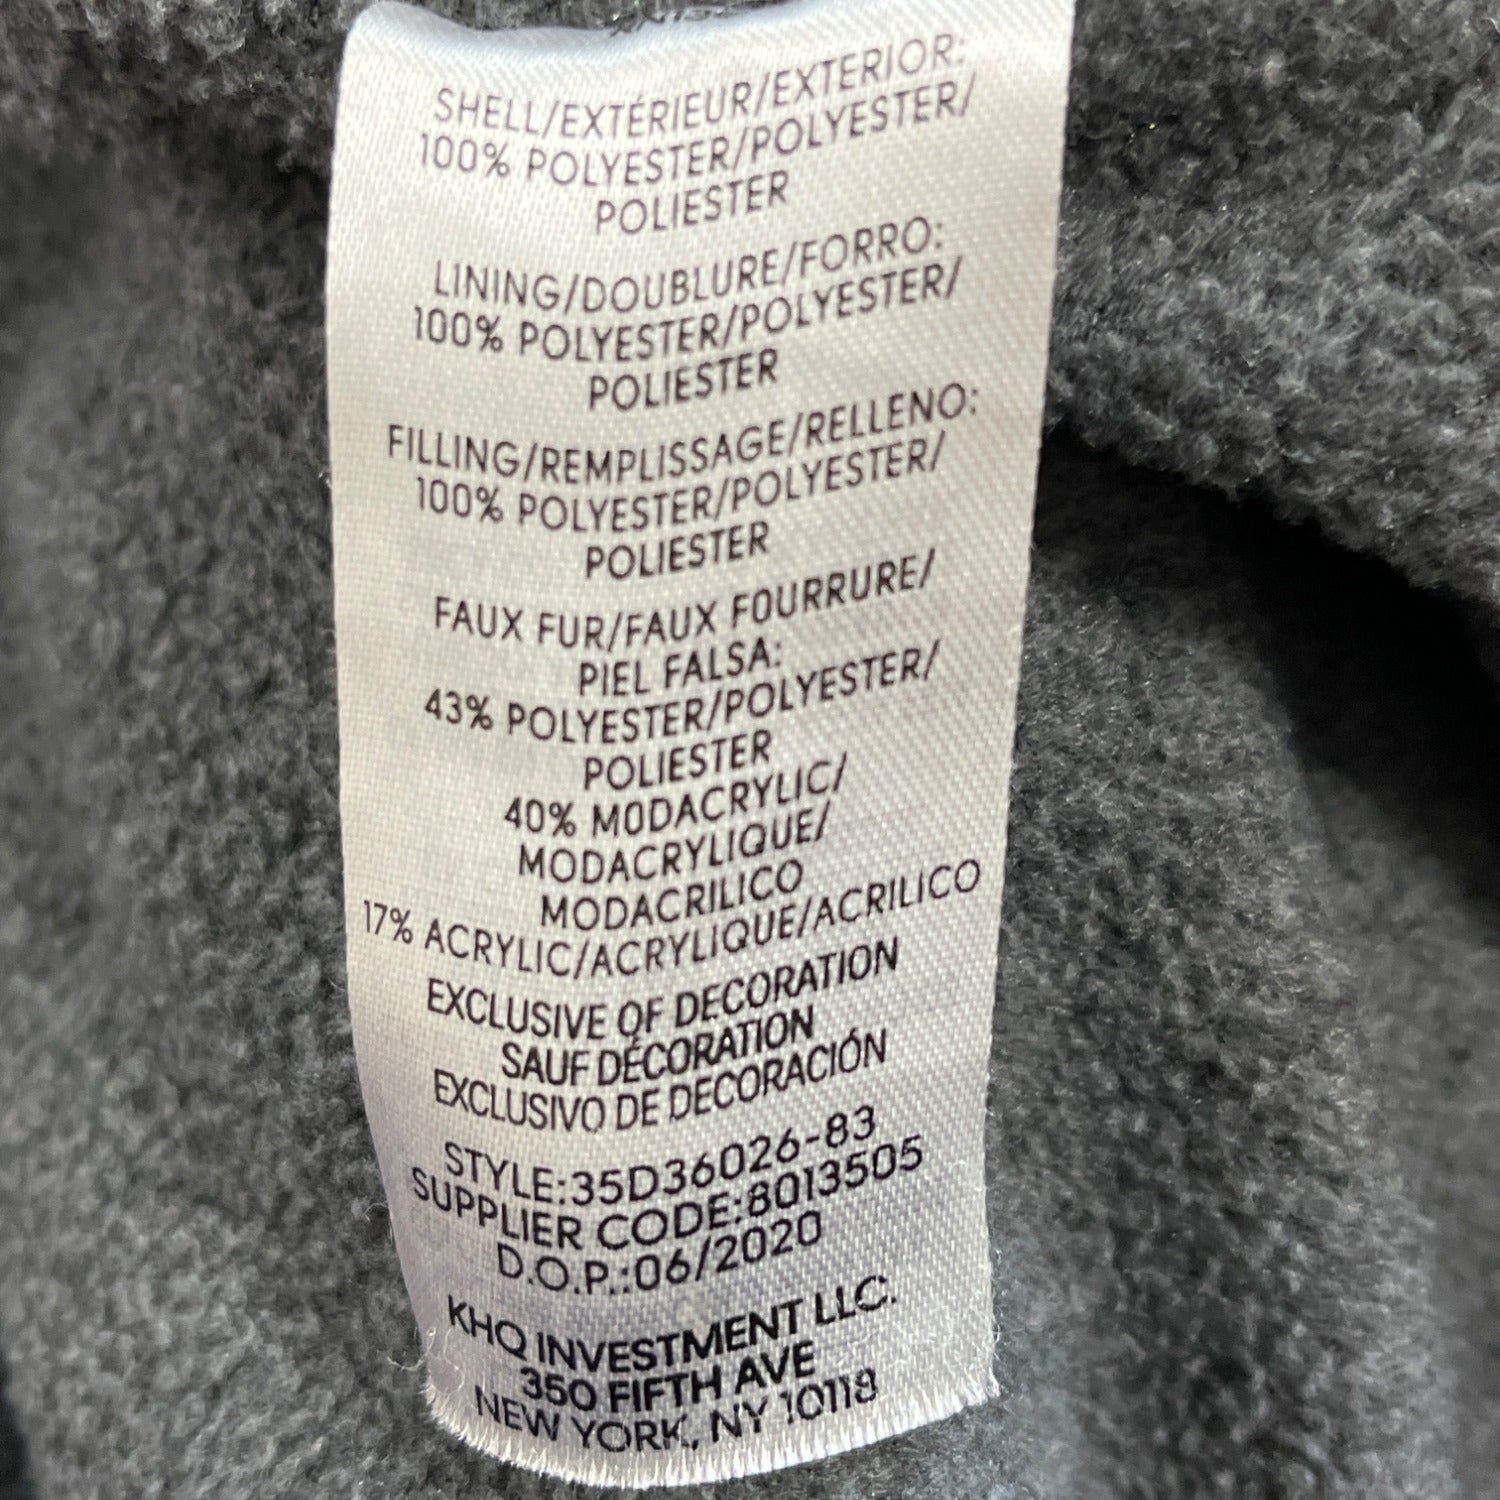 SHELL/EXTÉRIEUR/EXTERIOR:
100% POLYESTER/POLYESTER/
POLIESTER
LINING/DOUBLURE/FORRO:
100% POLYESTER/POLYESTER/
POLIESTER
FILLING/REMPLISSAGE/RELLENO:
100% POLYESTER/POLYESTER/
POLIESTER
FAUX FUR/FAUX FOURRURE/
PIEL FALSA:
43% POLYESTER/POLYESTER/
POLIESTER
40% MODACRYLIC/
MODACRYLIQUE/
MODACRILICO
17% ACRYLIC/ACRYLIQUE/ACRILICO
EXCLUSIVE OF DECORATION
SAUF DÉCORATION
EXCLUSIVO DE DECORACIÓN
STYLE:35D36026-83
SUPPLIER CODE:8013505
D.O.P.:06/2020
KHQ INVESTMENT LLC.
350 FIFTH AVE
NEW YORK, NY 10118